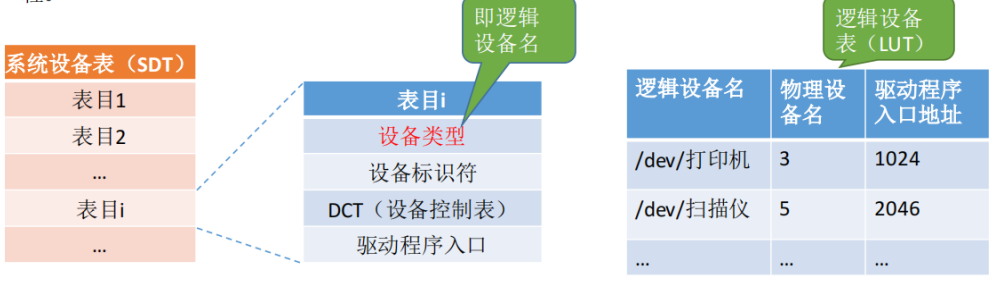 即逻辑
设备名
逻辑设备
表（LUT）
系统设备表（SDT）
表目1
表目2
...
表目i
...
表目i
设备类型
设备标识符
DCT（设备控制表）
驱动程序入口
逻辑设备名 物理设备名 驱动程序入口地址
/dev/打印机 3 1024
/dev/扫描仪 5 2046
... ... ...